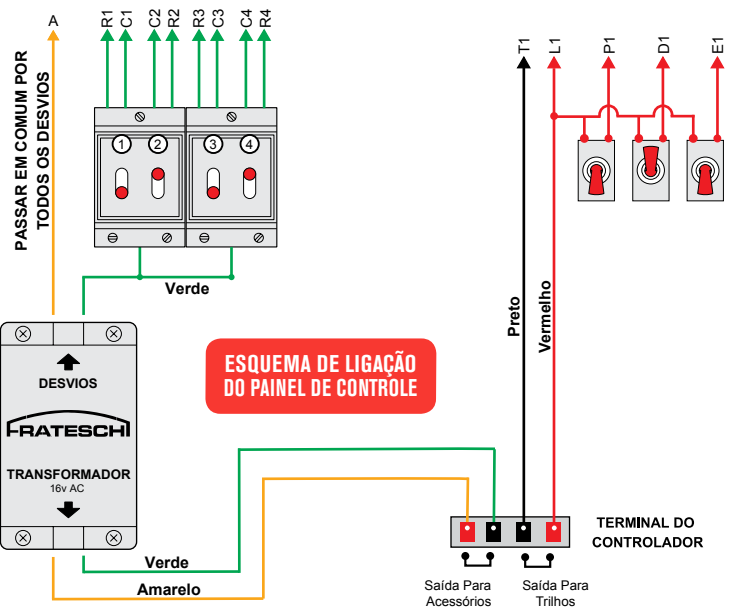 A
R1
C1
C2
R2
R3
C3
C4
R4
T1
L1
P1
D1
E1
PASSAR EM COMUM POR
TODOS OS DESVIOS
1
2
3
4
Verde
Preto
Vermelho
DESVIOS
FRATESCHI
TRANSFORMADOR
16v AC
ESQUEMA DE LIGAÇÃO
DO PAINEL DE CONTROLE
TERMINAL DO
CONTROLADOR
Verde
Amarelo
Saída Para
Acessórios
Saída Para
Trilhos